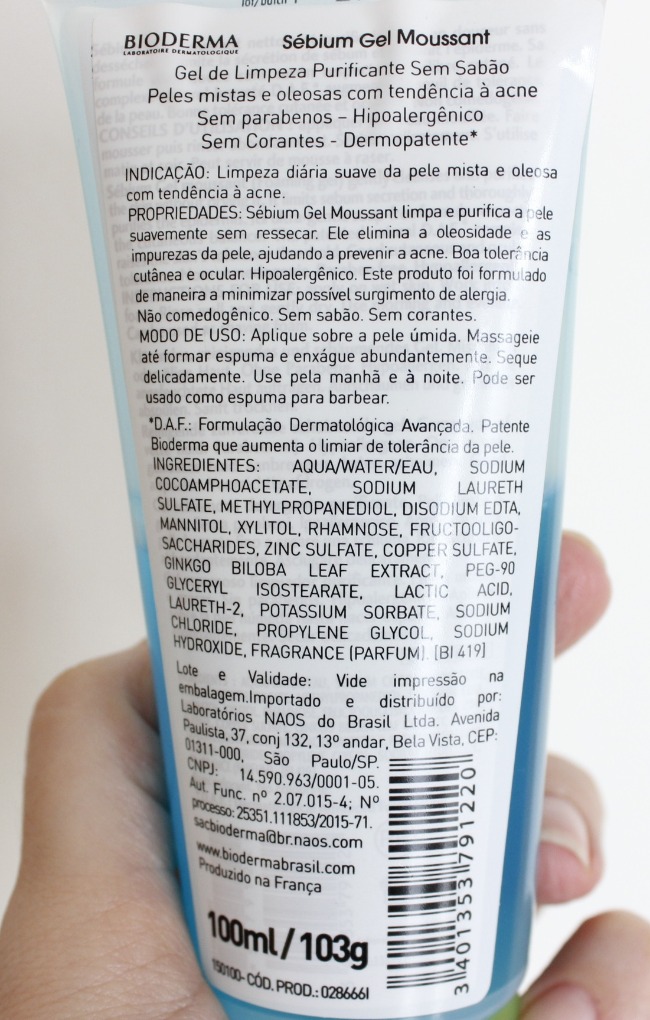 BIODERMA
LABORATOIRE DERMATOLOGIQUE
Sébium Gel Moussant
Gel de Limpeza Purificante Sem Sabão
Peles mistas e oleosas com tendência à acne
Sem parabenos – Hipoalergênico
Sem Corantes - Dermopatente*
INDICAÇÃO: Limpeza diária suave da pele mista e oleosa
com tendência à acne.
PROPRIEDADES: Sébium Gel Moussant limpa e purifica a pele
suavemente sem ressecar. Ele elimina a oleosidade e as
impurezas da pele, ajudando a prevenir a acne. Boa tolerância
cutânea e ocular. Hipoalergênico. Este produto foi formulado
de maneira a minimizar possível surgimento de alergia.
Não comedogênico. Sem sabão. Sem corantes.
MODO DE USO: Aplique sobre a pele úmida. Massageie
até formar espuma e enxágue abundantemente. Seque
delicadamente. Use pela manhã e à noite. Pode ser
usado como espuma para barbear.
*D.A.F.: Formulação Dermatológica Avançada. Patente
Bioderma que aumenta o limiar de tolerância da pele.
INGREDIENTES: AQUA/WATER/EAU, SODIUM
COCOAMPHOACETATE, SODIUM LAURETH
SULFATE, METHYLPROPANEDIOL, DISODIUM EDTA,
MANNITOL, XYLITOL, RHAMNOSE, FRUCTOOLIGO-
SACCHARIDES, ZINC SULFATE, COPPER SULFATE,
GINKGO BILOBA LEAF EXTRACT, PEG-90
GLYCERYL ISOSTEARATE, LACTIC ACID,
LAURETH-2, POTASSIUM SORBATE, SODIUM
CHLORIDE, PROPYLENE GLYCOL, SODIUM
HYDROXIDE, FRAGRANCE (PARFUM). [BI 419]
Lote e Validade: Vide impressão na
embalagem.Importado e distribuído por:
Laboratórios NAOS do Brasil Ltda. Avenida
Paulista, 37, conj 132, 13º andar, Bela Vista, CEP:
01311-000, São Paulo/SP.
CNPJ: 14.590.963/0001-05.
Aut. Func. nº 2.07.015-4; Nº
processo: 25351.111853/2015-71.
sacbioderma@br.naos.com
www.biodermabrasil.com
Produzido na França
100ml/103g
150100-CÓD. PROD.: 028666I
3 401353 791220